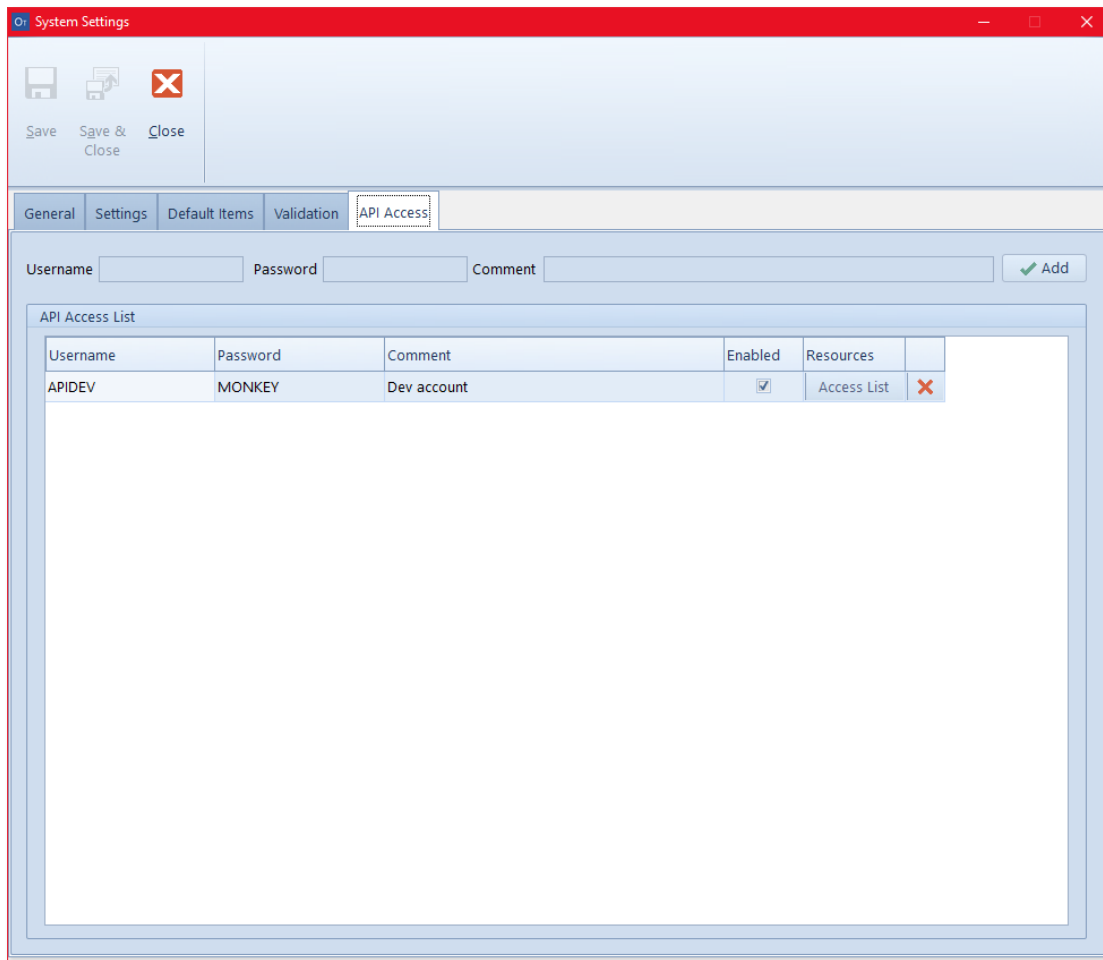 OT System Settings
Save Save & Close Close
General Settings Default Items Validation API Access
Username Password Comment Add
API Access List
Username Password Comment Enabled Resources
APIDEV MONKEY Dev account Access List